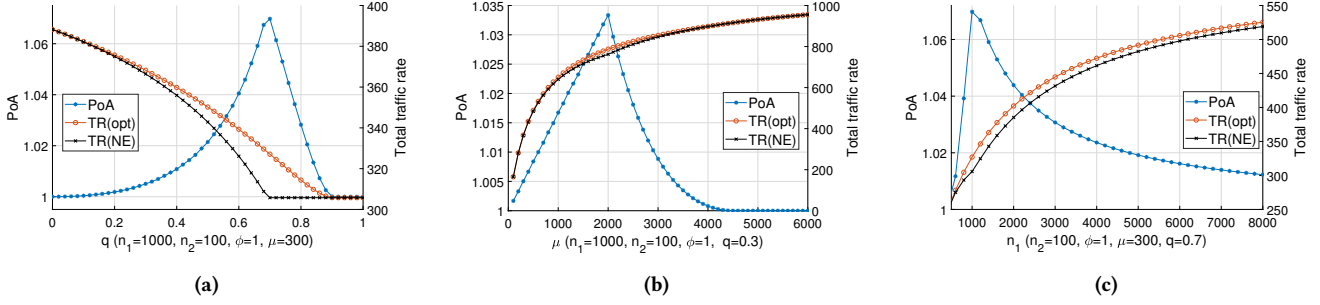 PoA
1.06
1.04
1.02
1
400
380
360
340
320
300
Total traffic rate
PoA
TR(opt)
TR(NE)
0 0.2 0.4 0.6 0.8 1
q (n1=1000, n2=100, ϕ=1, μ=300)
(a)
PoA
1.035
1.03
1.025
1.02
1.015
1.01
1.005
1
1000
800
600
400
200
0
Total traffic rate
PoA
TR(opt)
TR(NE)
0 1000 2000 3000 4000 5000 6000
μ (n1=1000, n2=100, ϕ=1, q=0.3)
(b)
PoA
1.06
1.04
1.02
1
550
500
450
400
350
300
250
Total traffic rate
PoA
TR(opt)
TR(NE)
1000 2000 3000 4000 5000 6000 7000 8000
n1 (n2=100, ϕ=1, μ=300, q=0.7)
(c)